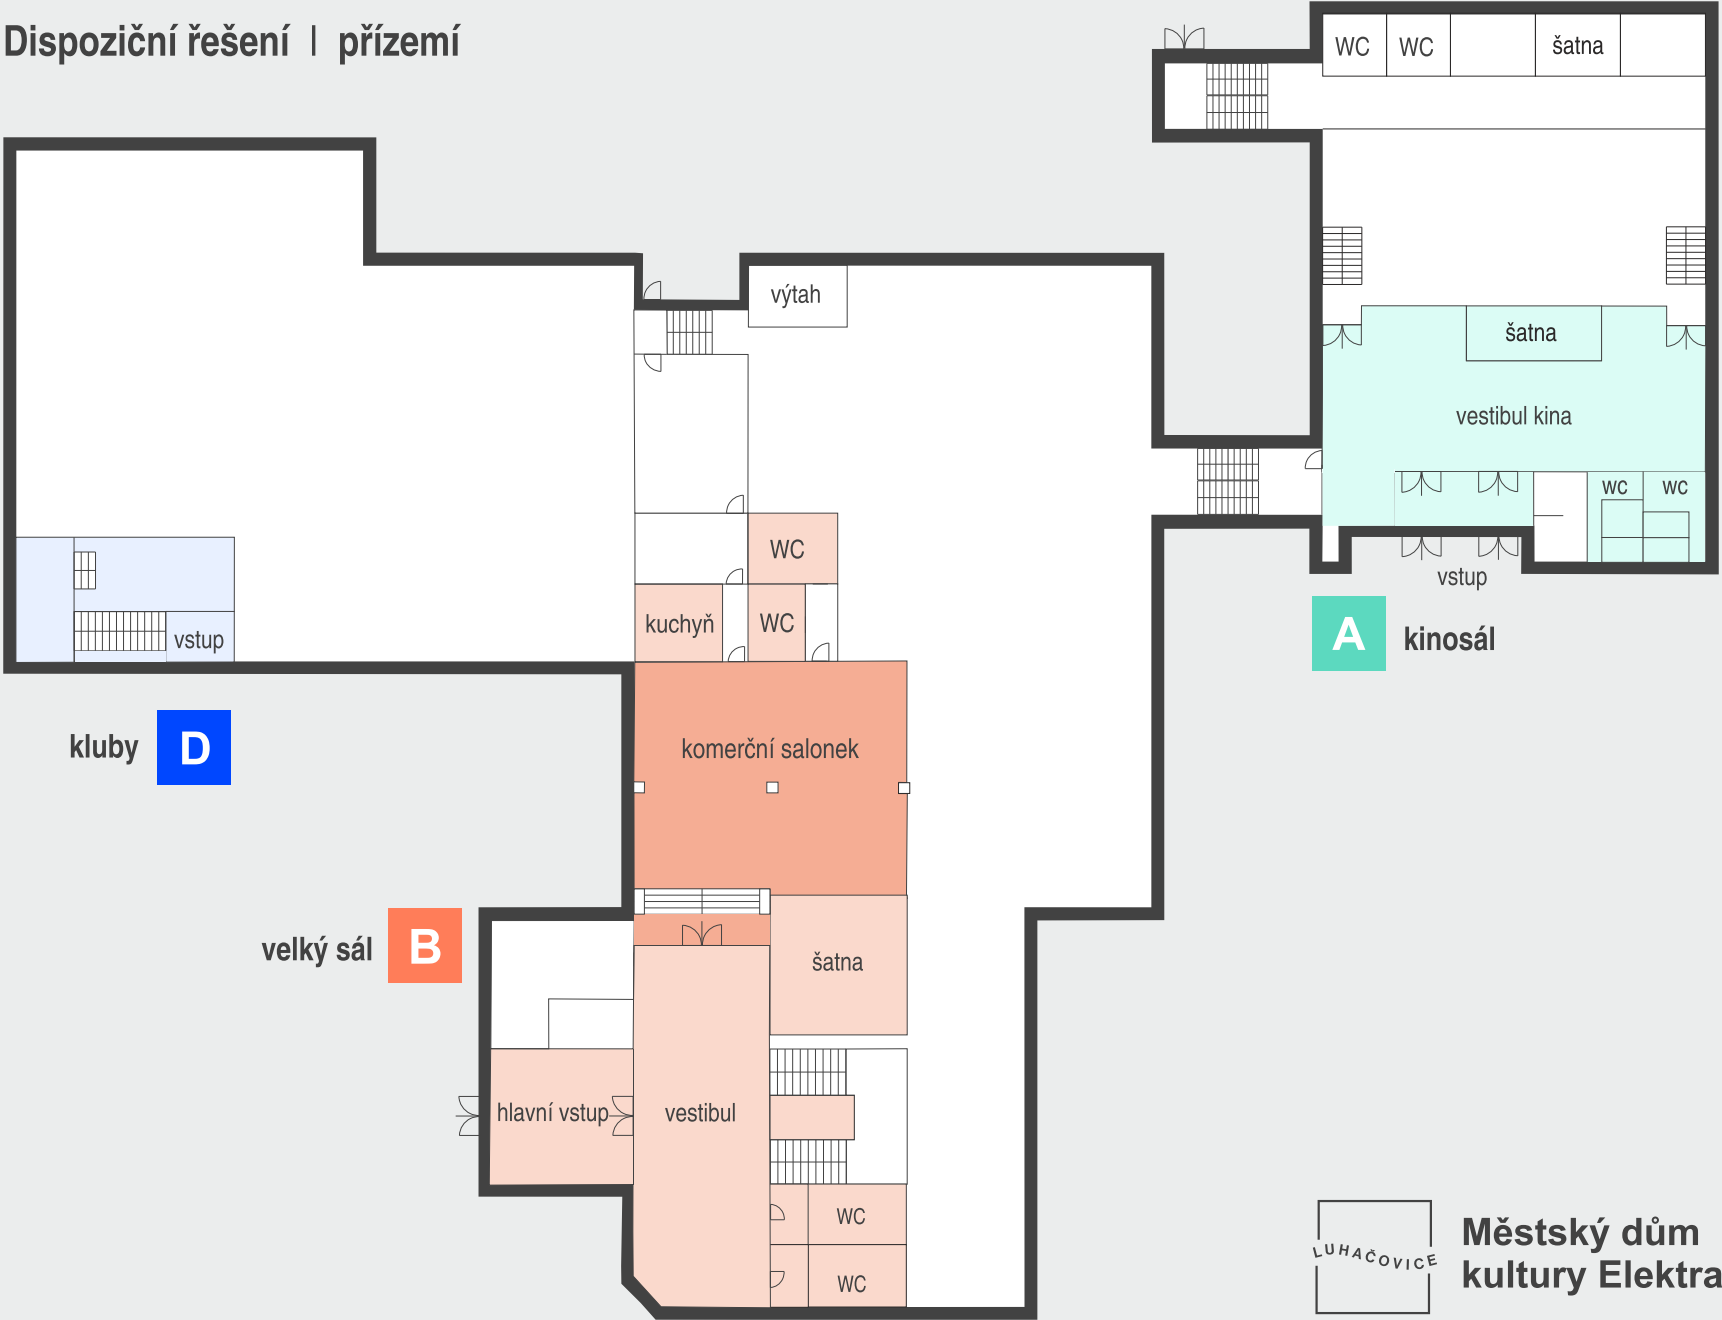 Dispoziční řešení | přízemí
WC
WC
šatna
výtah
šatna
vestibul kina
wc
wc
WC
vstup
kuchyň
WC
vstup
A
kinosál
kluby
D
komerční salonek
velký sál
B
šatna
hlavní vstup
vestibul
WC
WC
LUHAČOVICE
Městský dům
kultury Elektra